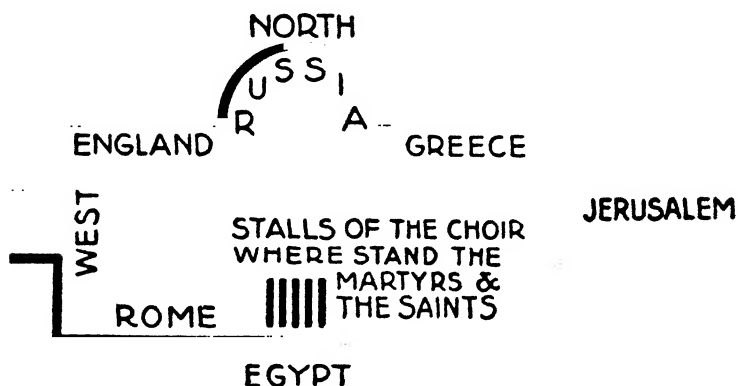 NORTH
RUSSIA
ENGLAND
GREECE
WEST
JERUSALEM
STALLS OF THE CHOIR
WHERE STAND THE
MARTYRS &
THE SAINTS
ROME
EGYPT